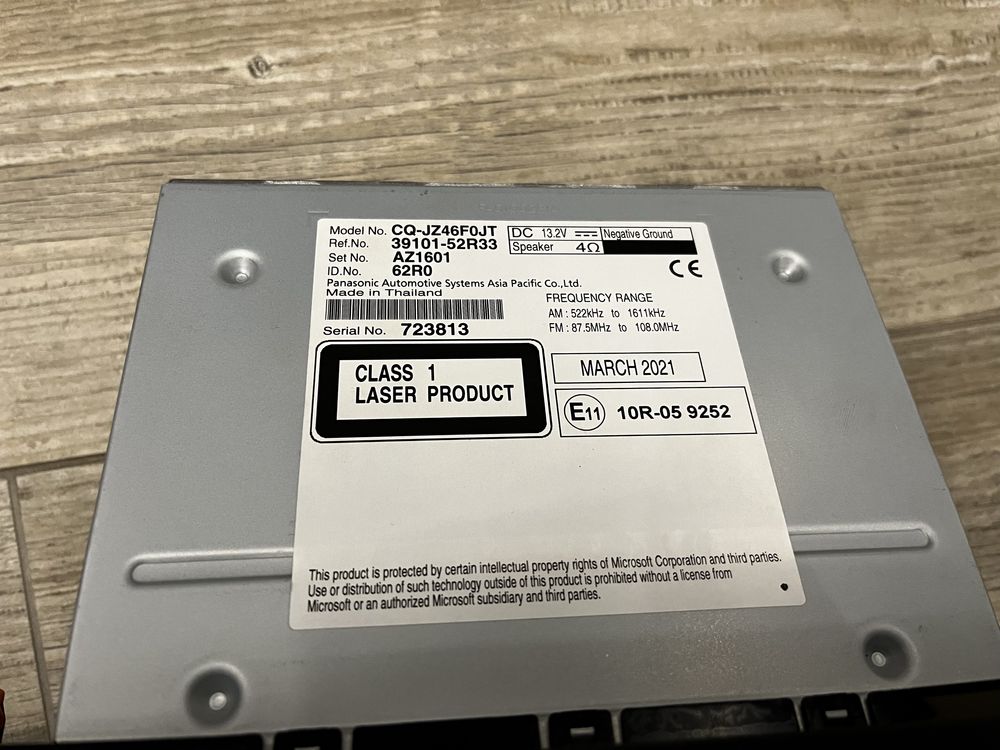 Model No. CQ-JZ46F0JT
Ref.No. 39101-52R33
Set No. AZ1601
ID.No. 62R0
DC 13.2V Negative Ground
Speaker 4Ω
CE
Panasonic Automotive Systems Asia Pacific Co.,Ltd.
Made in Thailand
Serial No. 723813
FREQUENCY RANGE
AM : 522kHz to 1611kHz
FM : 87.5MHz to 108.0MHz
CLASS 1
LASER PRODUCT
MARCH 2021
E11 10R-05 9252
This product is protected by certain intellectual property rights of Microsoft Corporation and third parties.
Use or distribution of such technology outside of this product is prohibited without a license from
Microsoft or an authorized Microsoft subsidiary and third parties.